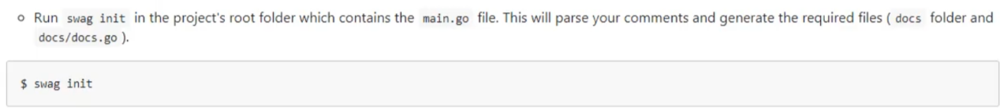 Run swag init in the project's root folder which contains the main.go file. This will parse your comments and generate the required files ( docs folder and
docs/docs.go ).
$ swag init